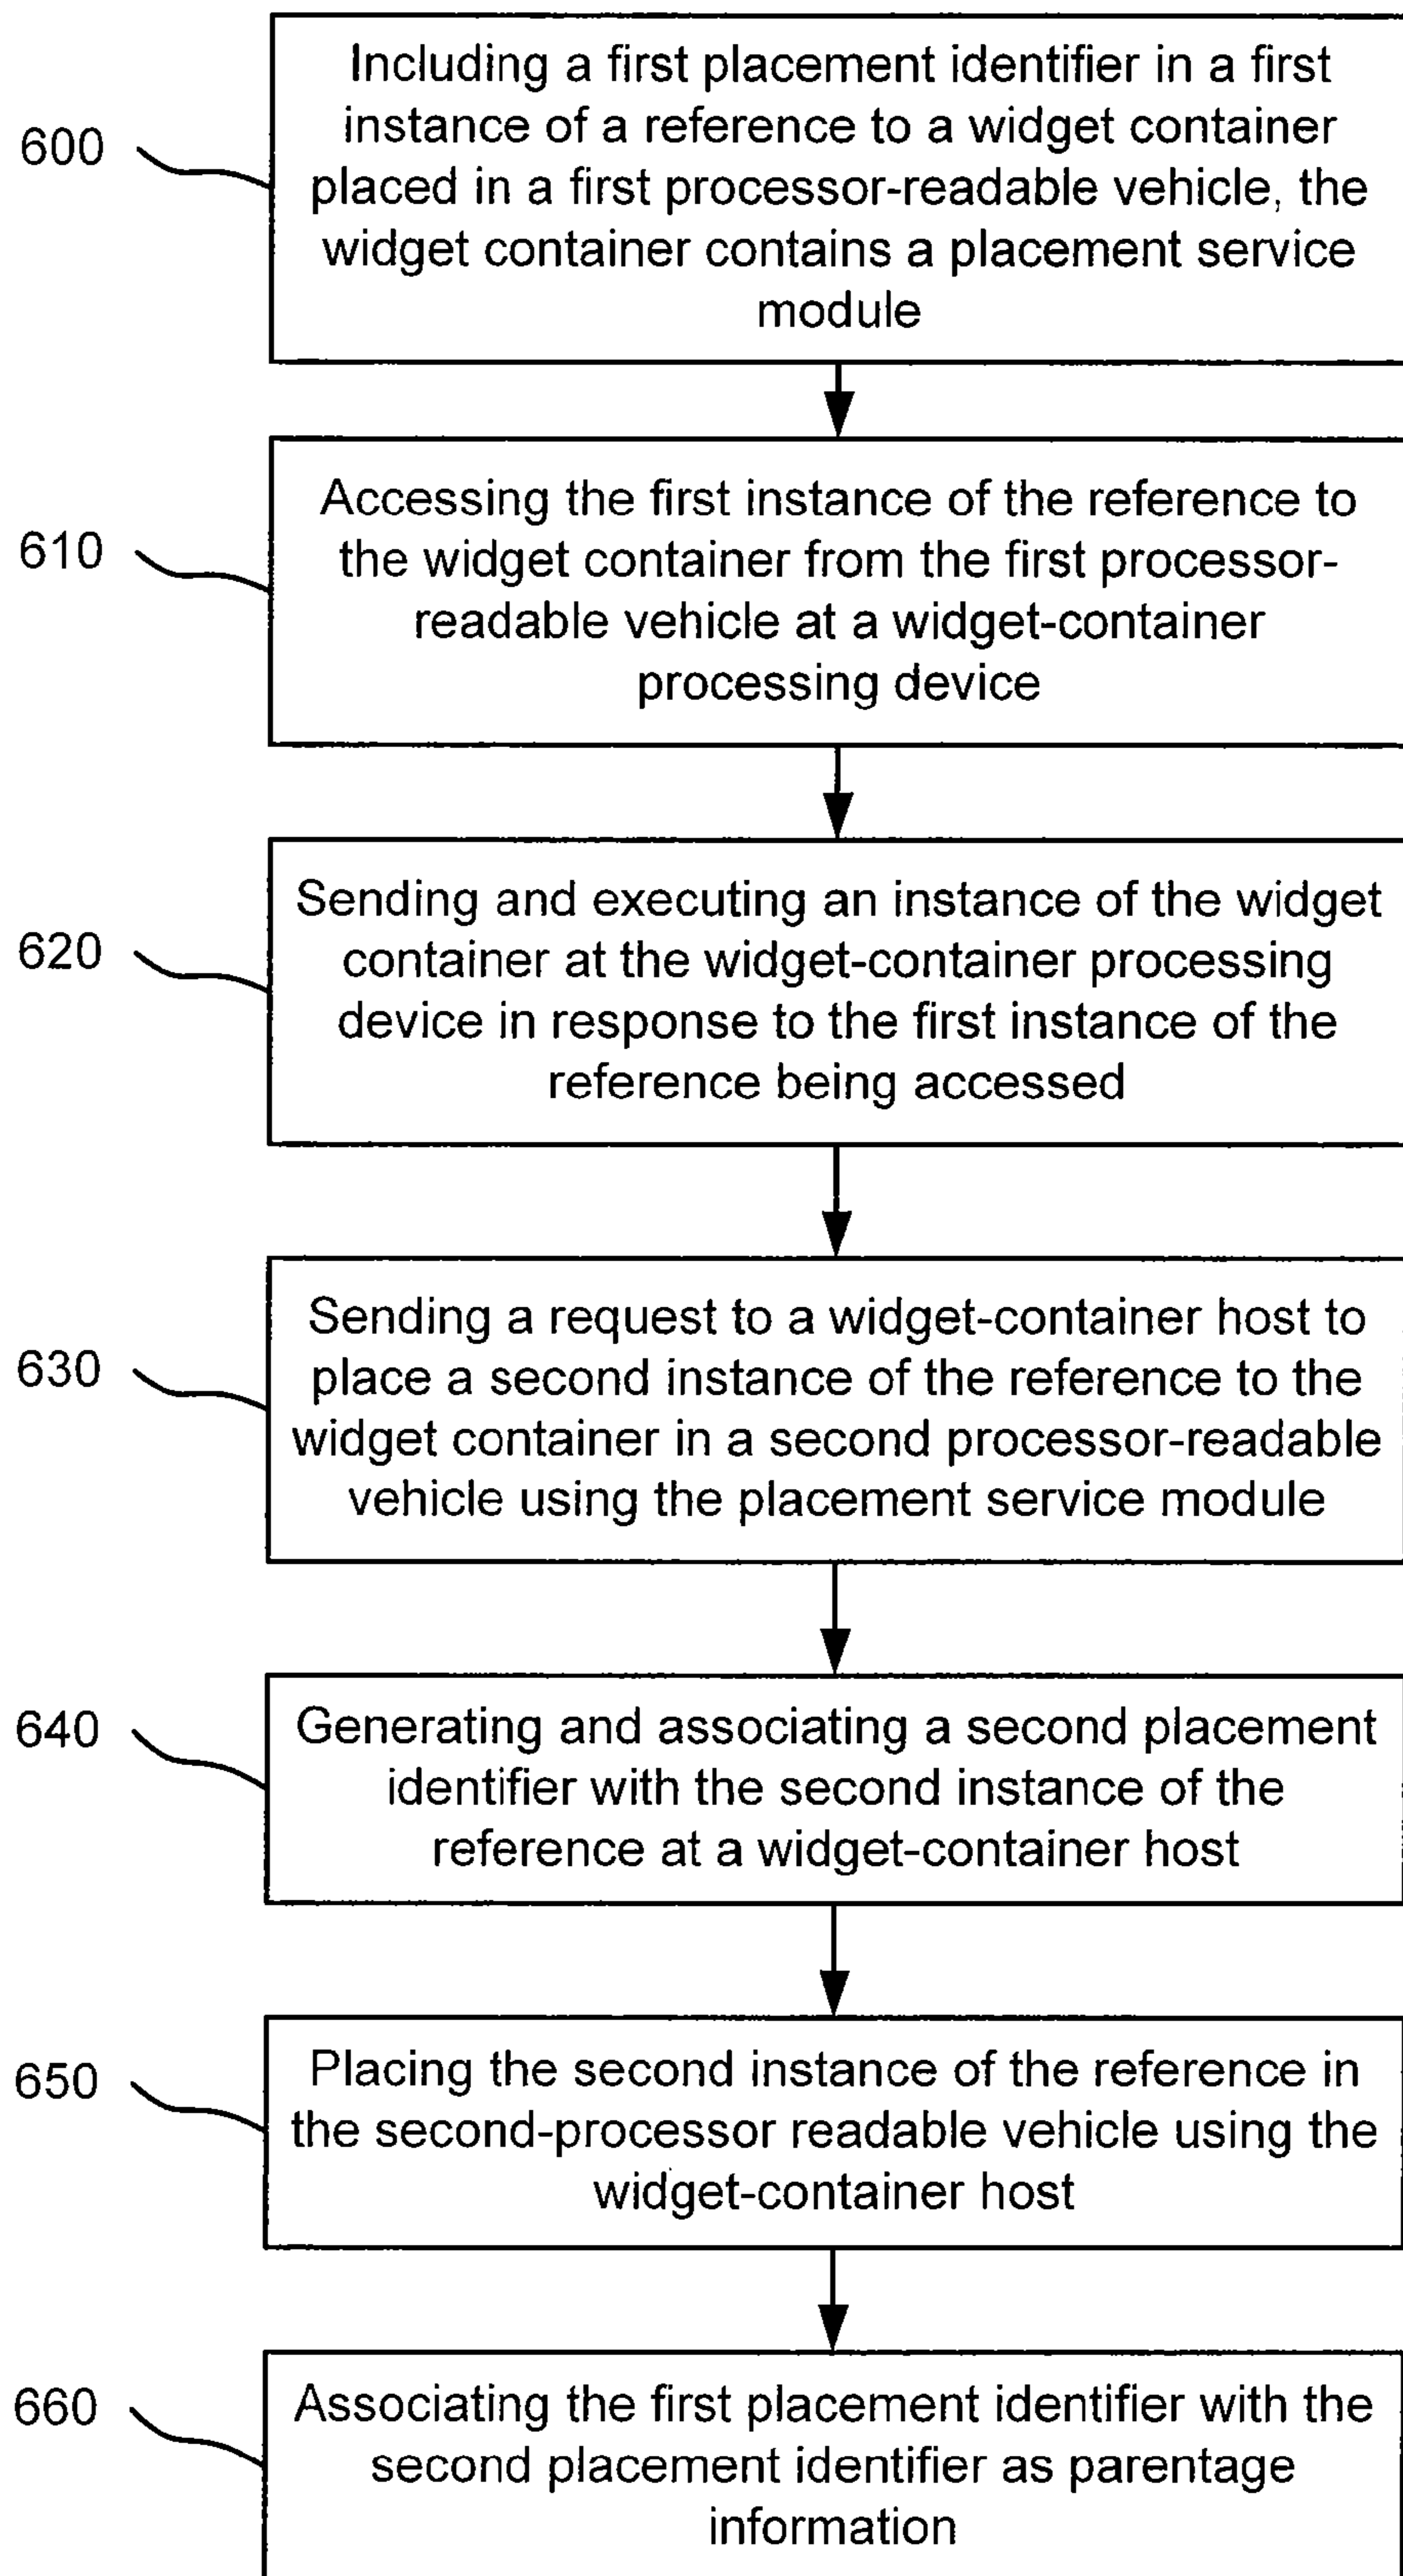 600
Including a first placement identifier in a first
instance of a reference to a widget container
placed in a first processor-readable vehicle, the
widget container contains a placement service
module
610
Accessing the first instance of the reference to
the widget container from the first processor-
readable vehicle at a widget-container
processing device
620
Sending and executing an instance of the widget
container at the widget-container processing
device in response to the first instance of the
reference being accessed
630
Sending a request to a widget-container host to
place a second instance of the reference to the
widget container in a second processor-readable
vehicle using the placement service module
640
Generating and associating a second placement
identifier with the second instance of the
reference at a widget-container host
650
Placing the second instance of the reference in
the second-processor readable vehicle using the
widget-container host
660
Associating the first placement identifier with the
second placement identifier as parentage
information